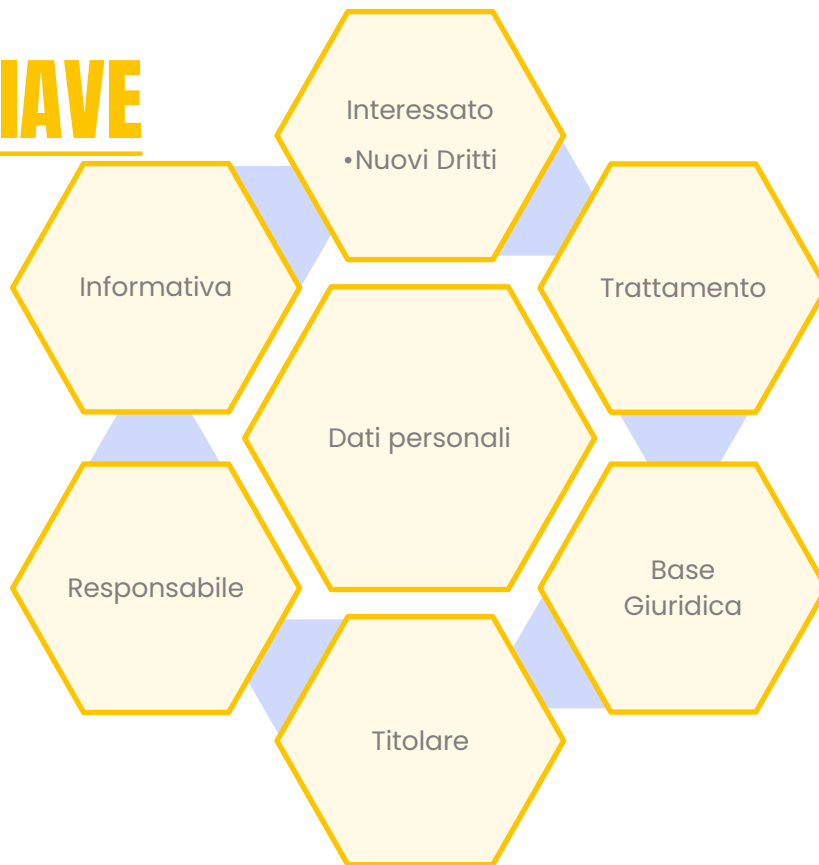 IAVE
Interessato
•Nuovi Dritti
Informativa
Trattamento
Dati personali
Responsabile
Base
Giuridica
Titolare